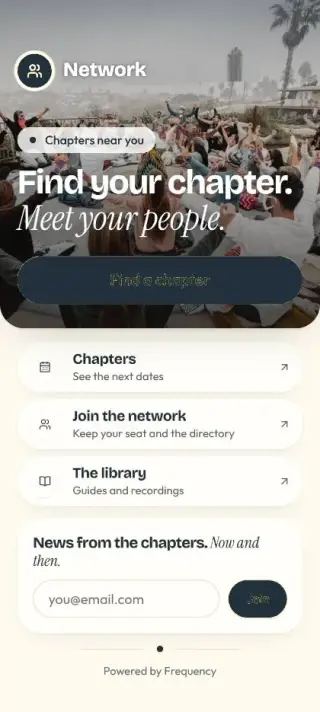 Network
Chapters near you
Find your chapter.
Meet your people.
Find a chapter
Chapters
See the next dates
Join the network
Keep your seat and the directory
The library
Guides and recordings
News from the chapters. Now and
then.
you@email.com
Join
Powered by Frequency